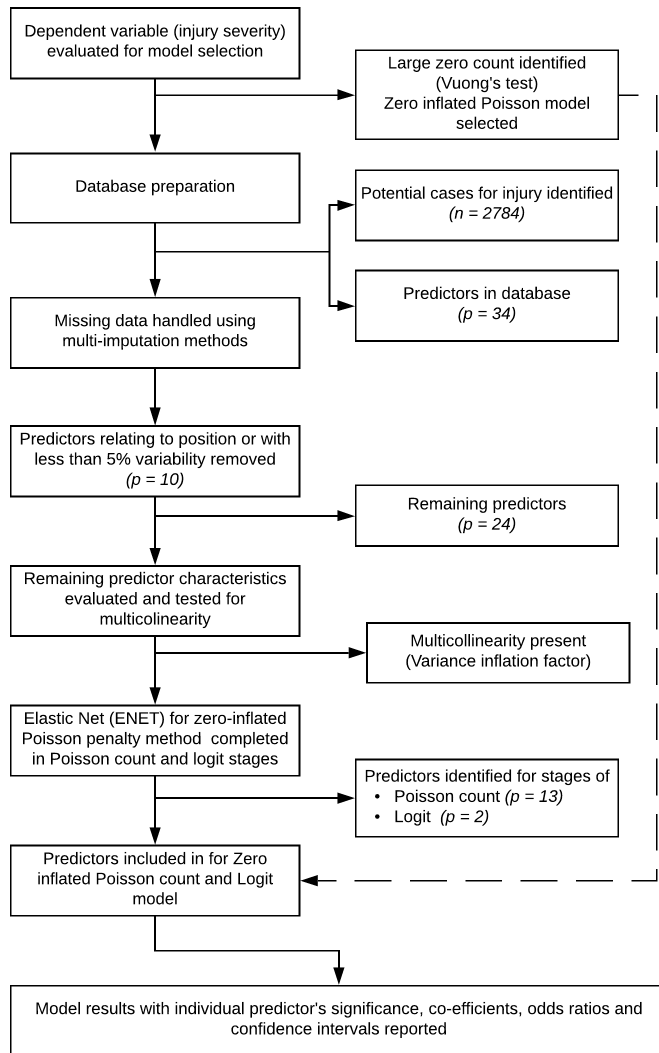 Dependent variable (injury severity)
evaluated for model selection
Large zero count identified
(Vuong's test)
Zero inflated Poisson model
selected
Database preparation
Potential cases for injury identified
(n = 2784)
Predictors in database
(p = 34)
Missing data handled using
multi-imputation methods
Predictors relating to position or with
less than 5% variability removed
(p = 10)
Remaining predictors
(p = 24)
Remaining predictor characteristics
evaluated and tested for
multicolinearity
Multicollinearity present
(Variance inflation factor)
Elastic Net (ENET) for zero-inflated
Poisson penalty method completed
in Poisson count and logit stages
Predictors identified for stages of
• Poisson count (p = 13)
• Logit (p = 2)
Predictors included in for Zero
inflated Poisson count and Logit
model
Model results with individual predictor's significance, co-efficients, odds ratios and
confidence intervals reported